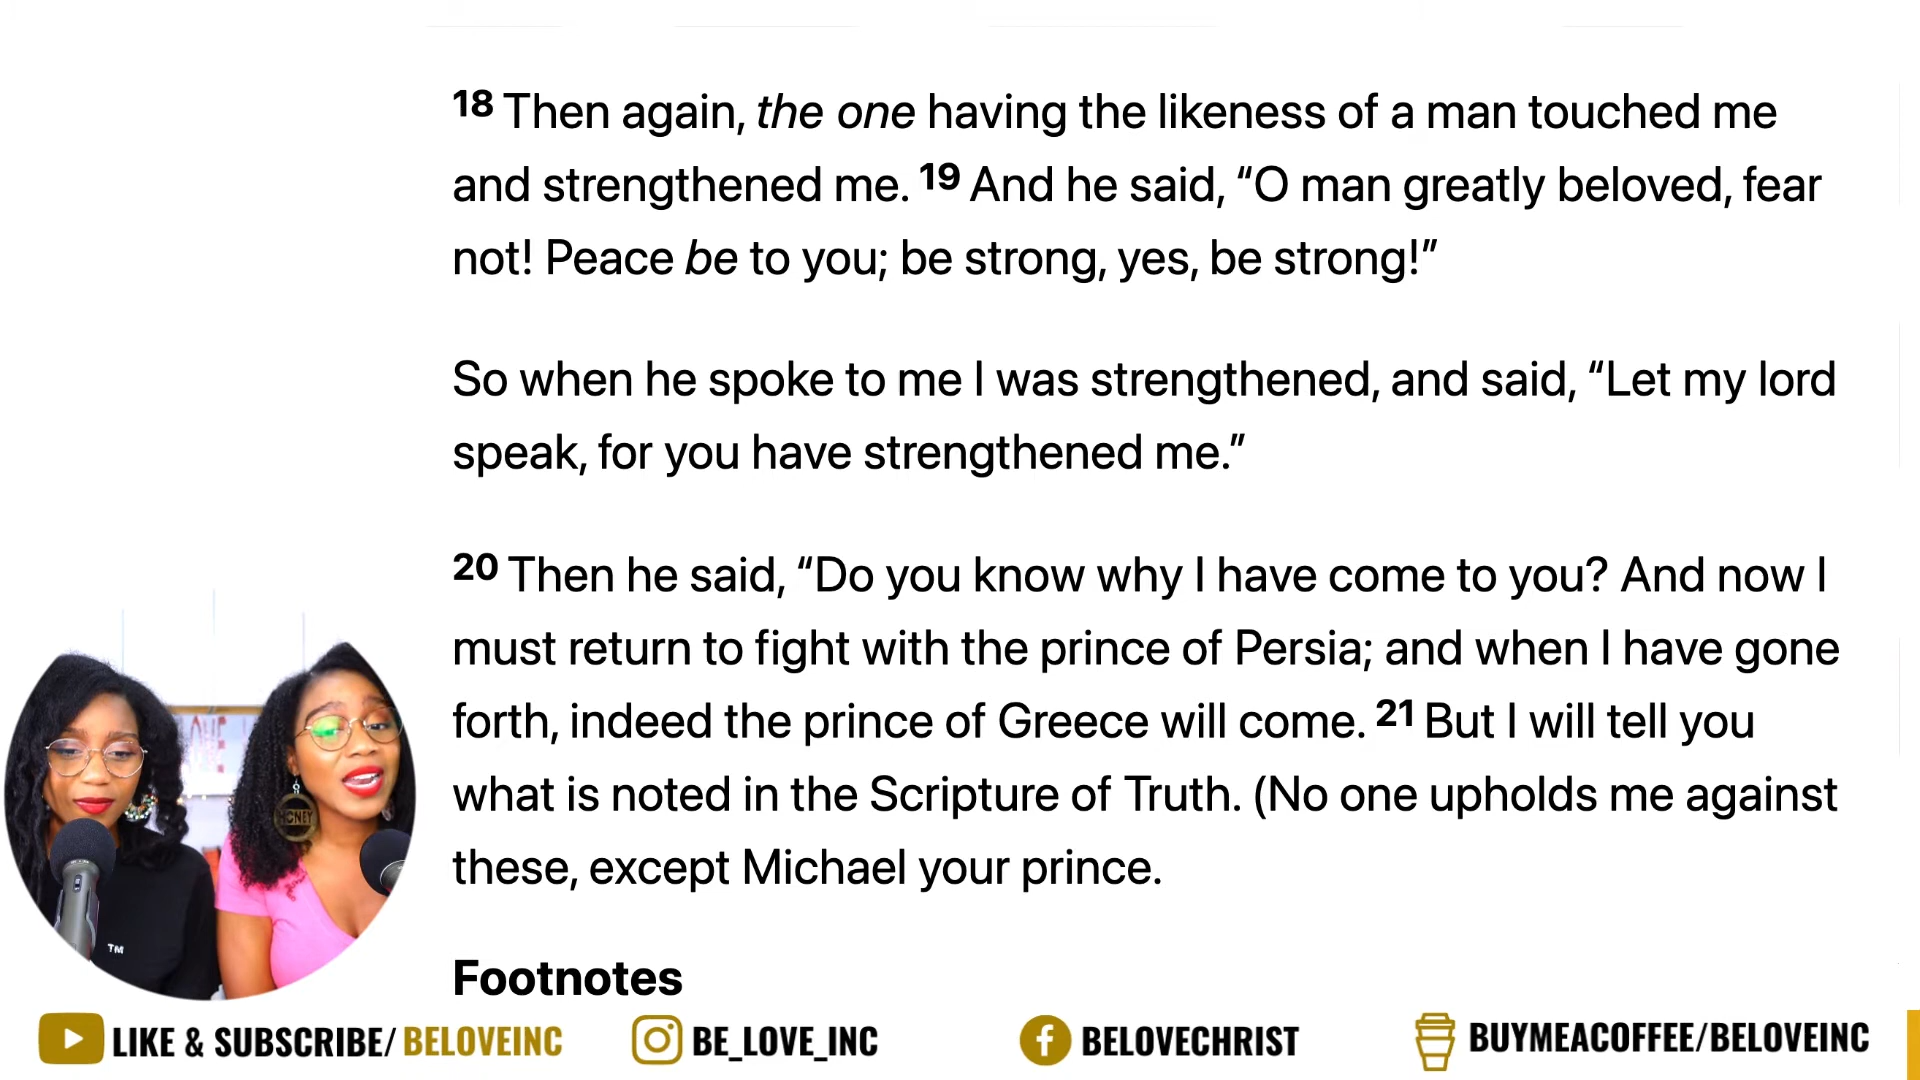 18 Then again, the one having the likeness of a man touched me
and strengthened me. 19 And he said, “O man greatly beloved, fear
not! Peace be to you; be strong, yes, be strong!”
So when he spoke to me I was strengthened, and said, “Let my lord
speak, for you have strengthened me.”
20 Then he said, “Do you know why I have come to you? And now I
must return to fight with the prince of Persia; and when I have gone
forth, indeed the prince of Greece will come. 21 But I will tell you
what is noted in the Scripture of Truth. (No one upholds me against
these, except Michael your prince.
Footnotes
TM
LIKE & SUBSCRIBE/ BELOVEINC
BE_LOVE_INC
BELOVECHRIST
BUYMEACOFFEE/BELOVEINC